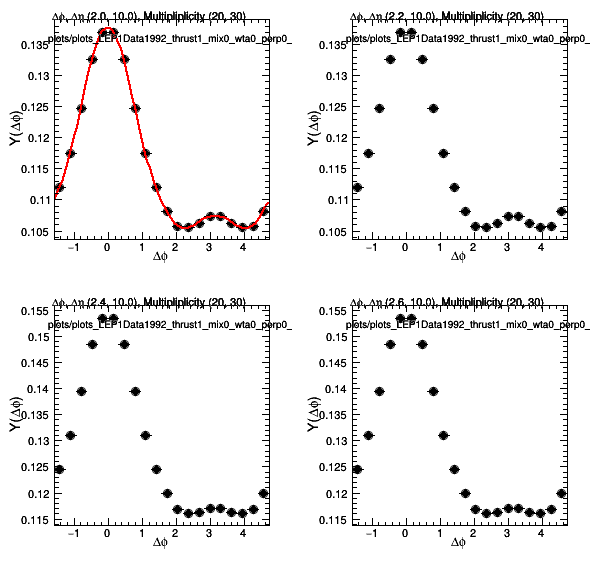 Δφ, Δη (2.0, 10.0), Multipliplicity (20, 30)
plots/plots_LEP1Data1992_thrust1_mix0_wta0_perp0_
Y(Δφ)
0.135
0.13
0.125
0.12
0.115
0.11
0.105
−1 0 1 2 3 4
Δφ
Δφ, Δη (2.2, 10.0), Multipliplicity (20, 30)
plots/plots_LEP1Data1992_thrust1_mix0_wta0_perp0_
Y(Δφ)
0.135
0.13
0.125
0.12
0.115
0.11
0.105
−1 0 1 2 3 4
Δφ
Δφ, Δη (2.4, 10.0), Multipliplicity (20, 30)
plots/plots_LEP1Data1992_thrust1_mix0_wta0_perp0_
Y(Δφ)
0.155
0.15
0.145
0.14
0.135
0.13
0.125
0.12
0.115
−1 0 1 2 3 4
Δφ
Δφ, Δη (2.6, 10.0), Multipliplicity (20, 30)
plots/plots_LEP1Data1992_thrust1_mix0_wta0_perp0_
Y(Δφ)
0.155
0.15
0.145
0.14
0.135
0.13
0.125
0.12
0.115
−1 0 1 2 3 4
Δφ